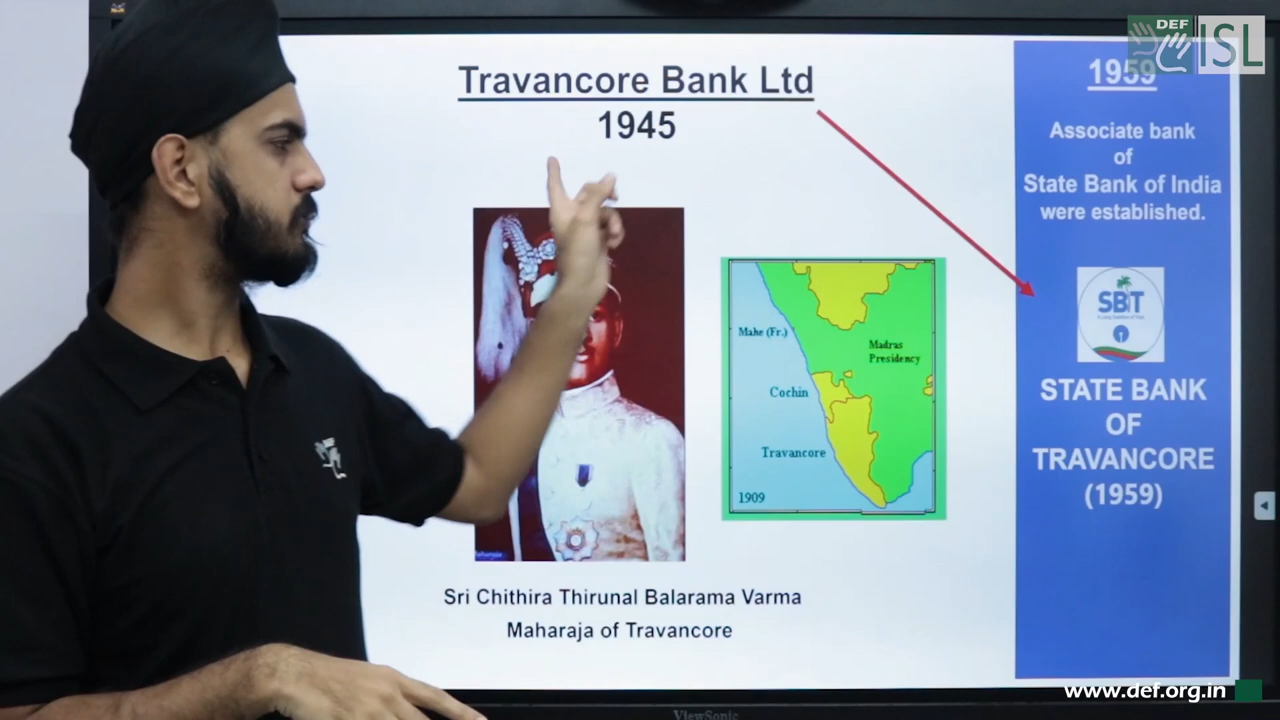 DEF
ISL
Travancore Bank Ltd
1945
1959
Associate bank
of
State Bank of India
were established.
SBT
STATE BANK
OF
TRAVANCORE
(1959)
Mahe (Fr.)
Madras
Presidency
Cochin
Travancore
1909
Sri Chithira Thirunal Balarama Varma
Maharaja of Travancore
www.def.org.in
ViewSonic